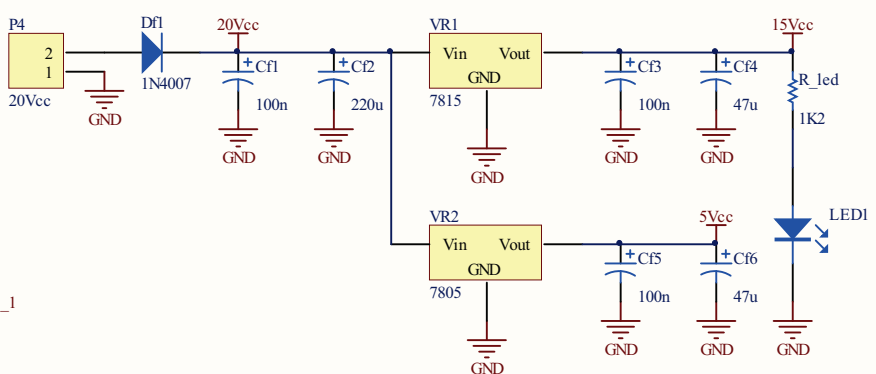 P4
2
1
20Vcc
GND
Df1
1N4007
20Vcc
Cf1
100n
GND
Cf2
220u
GND
VR1
Vin Vout
GND
7815
GND
Cf3
100n
GND
15Vcc
Cf4
47u
GND
R_led
1K2
LED1
GND
VR2
Vin Vout
GND
7805
GND
Cf5
100n
GND
5Vcc
Cf6
47u
GND
_1